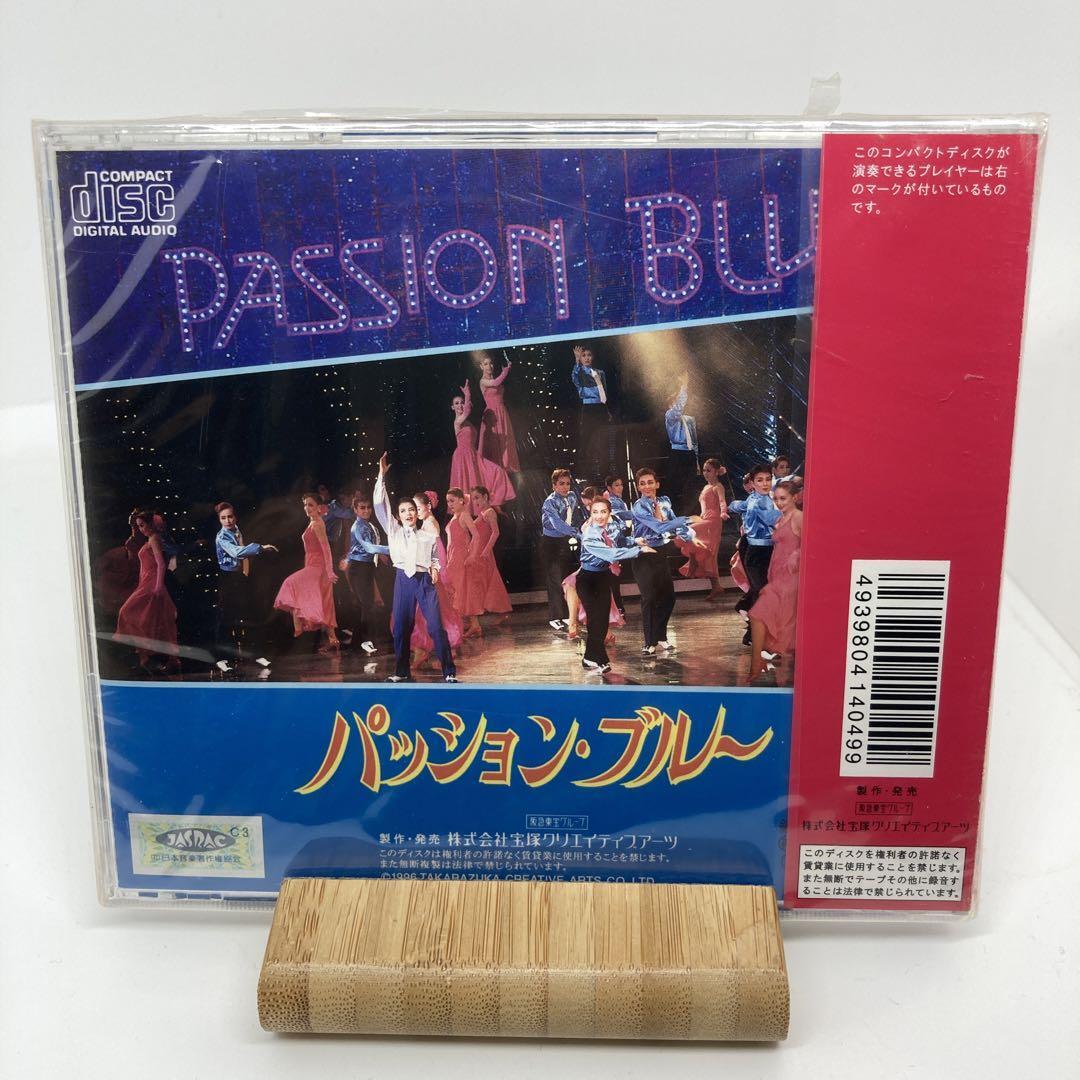 COMPACT
disc
DIGITAL AUDIO
PASSION BLU
パッション・ブルー
JASRAC
C3
製作・発売 株式会社宝塚クリエイティブアーツ
このディスクは権利者の許諾なく賃貸業に使用することを禁じます。
また無断複製は法律で禁じられています。
©1996 TAKARAZUKA CREATIVE ARTS CO. LTD.
このコンパクトディスクが
演奏できるプレイヤーは右
のマークが付いているもの
です。
4939804140499
製作・発売
阪急東宝グループ
株式会社宝塚クリエイティブアーツ
このディスクを権利者の許諾なく
賃貸業に使用することを禁じます。
また無断でテープその他に録音す
ることは法律で禁じられています。